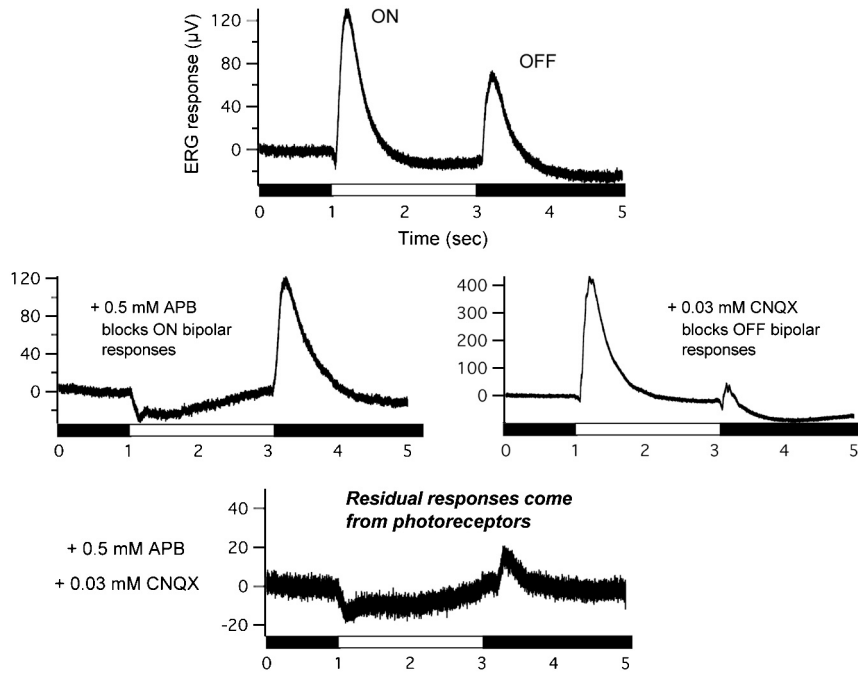 120
ON
OFF
80
40
0
ERG response (µV)
0 1 2 3 4 5
Time (sec)
120
80
40
0
+ 0.5 mM APB
blocks ON bipolar
responses
0 1 2 3 4 5
400
300
200
100
0
+ 0.03 mM CNQX
blocks OFF bipolar
responses
0 1 2 3 4 5
Residual responses come
from photoreceptors
+ 0.5 mM APB
+ 0.03 mM CNQX
40
20
0
-20
0 1 2 3 4 5